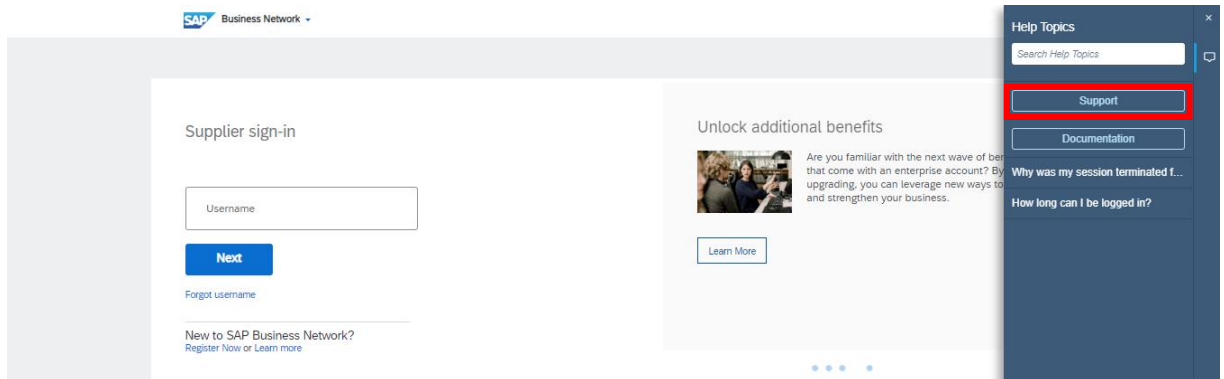 SAP Business Network
Supplier sign-in
Username
Next
Forgot username
New to SAP Business Network?
Register Now or Learn more
Unlock additional benefits
Are you familiar with the next wave of ber
that come with an enterprise account? By
upgrading, you can leverage new ways to
and strengthen your business.
Learn More
Help Topics
Search Help Topics
Support
Documentation
Why was my session terminated f...
How long can I be logged in?